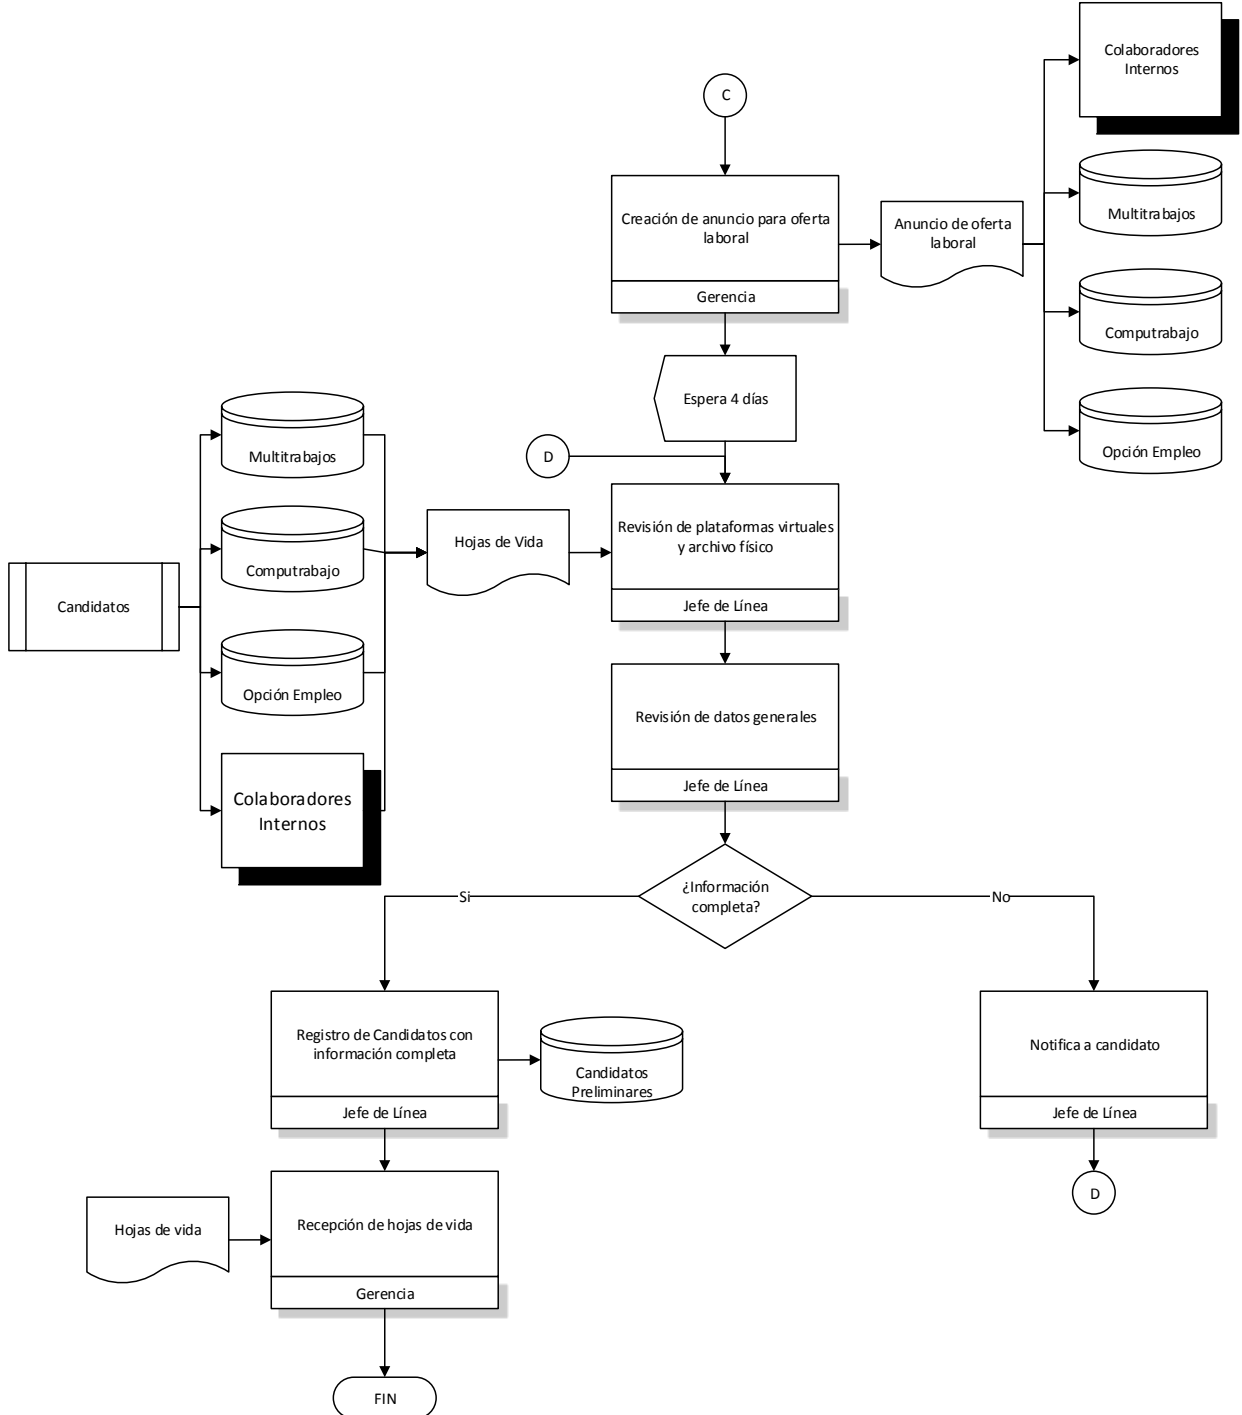 Colaboradores
Internos
C
Creación de anuncio para oferta
laboral
Gerencia
Anuncio de oferta
laboral
Multitrabajos
Computrabajo
Opción Empleo
Espera 4 días
D
Multitrabajos
Computrabajo
Opción Empleo
Colaboradores
Internos
Candidatos
Hojas de Vida
Revisión de plataformas virtuales
y archivo físico
Jefe de Línea
Revisión de datos generales
Jefe de Línea
¿Información
completa?
Si
No
Registro de Candidatos con
información completa
Jefe de Línea
Candidatos
Preliminares
Notifica a candidato
Jefe de Línea
D
Hojas de vida
Recepción de hojas de vida
Gerencia
FIN